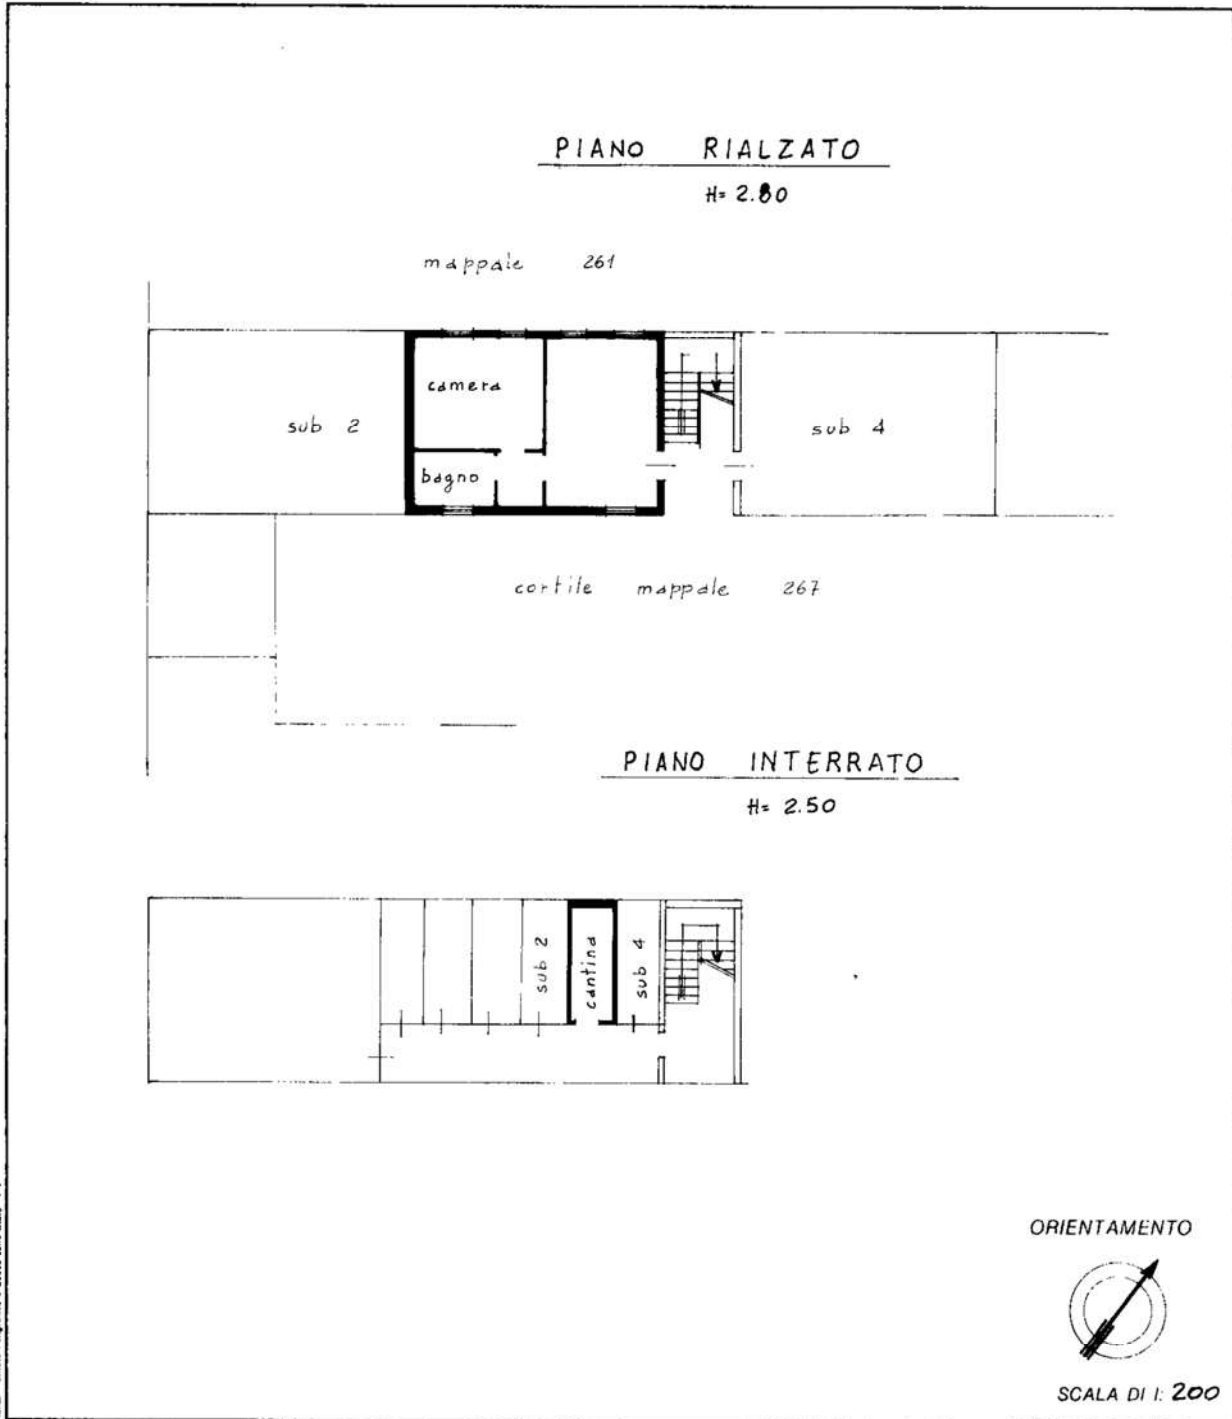 PIANO RIALZATO
H= 2.80
mappale 261
camera
sub 2
sub 4
bagno
cortile mappale 267
PIANO INTERRATO
H= 2.50
sub 2
cantina
sub 4
ORIENTAMENTO
SCALA DI 1: 200